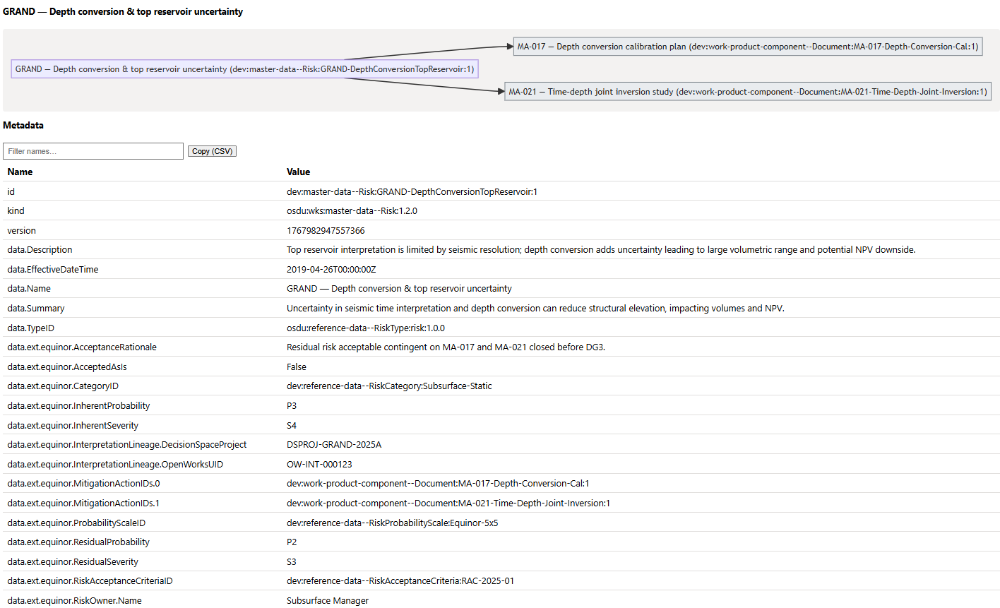 GRAND — Depth conversion & top reservoir uncertainty
MA-017 – Depth conversion calibration plan (dev:work-product-component--Document:MA-017-Depth-Conversion-Cal:1)
GRAND – Depth conversion & top reservoir uncertainty (dev:master-data--Risk:GRAND-DepthConversionTopReservoir:1)
MA-021 – Time-depth joint inversion study (dev:work-product-component--Document:MA-021-Time-Depth-Joint-Inversion:1)
Metadata
Filter names... Copy (CSV)
Name Value
id dev:master-data--Risk:GRAND-DepthConversionTopReservoir:1
kind osdu:wks:master-data--Risk:1.2.0
version 1767982947557366
data.Description Top reservoir interpretation is limited by seismic resolution; depth conversion adds uncertainty leading to large volumetric range and potential NPV downside.
data.EffectiveDateTime 2019-04-26T00:00:00Z
data.Name GRAND — Depth conversion & top reservoir uncertainty
data.Summary Uncertainty in seismic time interpretation and depth conversion can reduce structural elevation, impacting volumes and NPV.
data.TypeID osdu:reference-data--RiskType:risk:1.0.0
data.ext.equinor.AcceptanceRationale Residual risk acceptable contingent on MA-017 and MA-021 closed before DG3.
data.ext.equinor.AcceptedAsIs False
data.ext.equinor.CategoryID dev:reference-data--RiskCategory:Subsurface-Static
data.ext.equinor.InherentProbability P3
data.ext.equinor.InherentSeverity S4
data.ext.equinor.InterpretationLineage.DecisionSpaceProject DSPROJ-GRAND-2025A
data.ext.equinor.InterpretationLineage.OpenWorksUID OW-INT-000123
data.ext.equinor.MitigationActionIDs.0 dev:work-product-component--Document:MA-017-Depth-Conversion-Cal:1
data.ext.equinor.MitigationActionIDs.1 dev:work-product-component--Document:MA-021-Time-Depth-Joint-Inversion:1
data.ext.equinor.ProbabilityScaleID dev:reference-data--RiskProbabilityScale:Equinor-5x5
data.ext.equinor.ResidualProbability P2
data.ext.equinor.ResidualSeverity S3
data.ext.equinor.RiskAcceptanceCriteriaID dev:reference-data--RiskAcceptanceCriteria:RAC-2025-01
data.ext.equinor.RiskOwner.Name Subsurface Manager